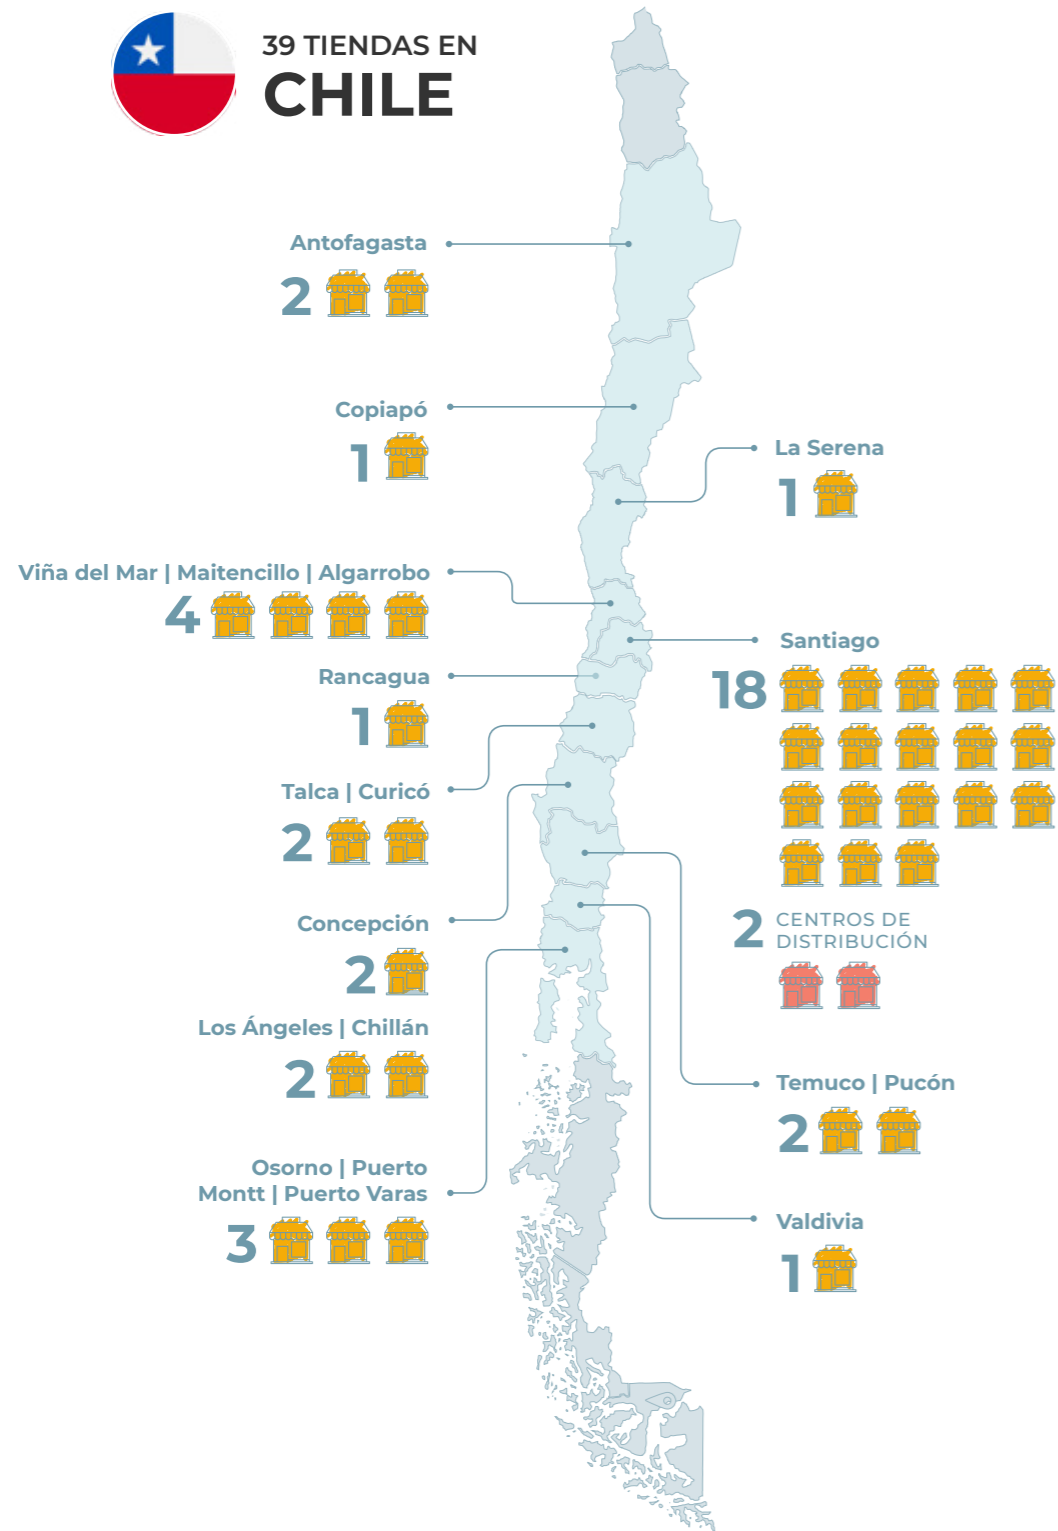 39 TIENDAS EN
CHILE
Antofagasta
2
Copiapó
1
La Serena
1
Viña del Mar | Maitencillo | Algarrobo
4
Santiago
18
Rancagua
1
Talca | Curicó
2
Concepción
2
2 CENTROS DE
DISTRIBUCIÓN
Los Ángeles | Chillán
2
Temuco | Pucón
2
Osorno | Puerto
Montt | Puerto Varas
3
Valdivia
1